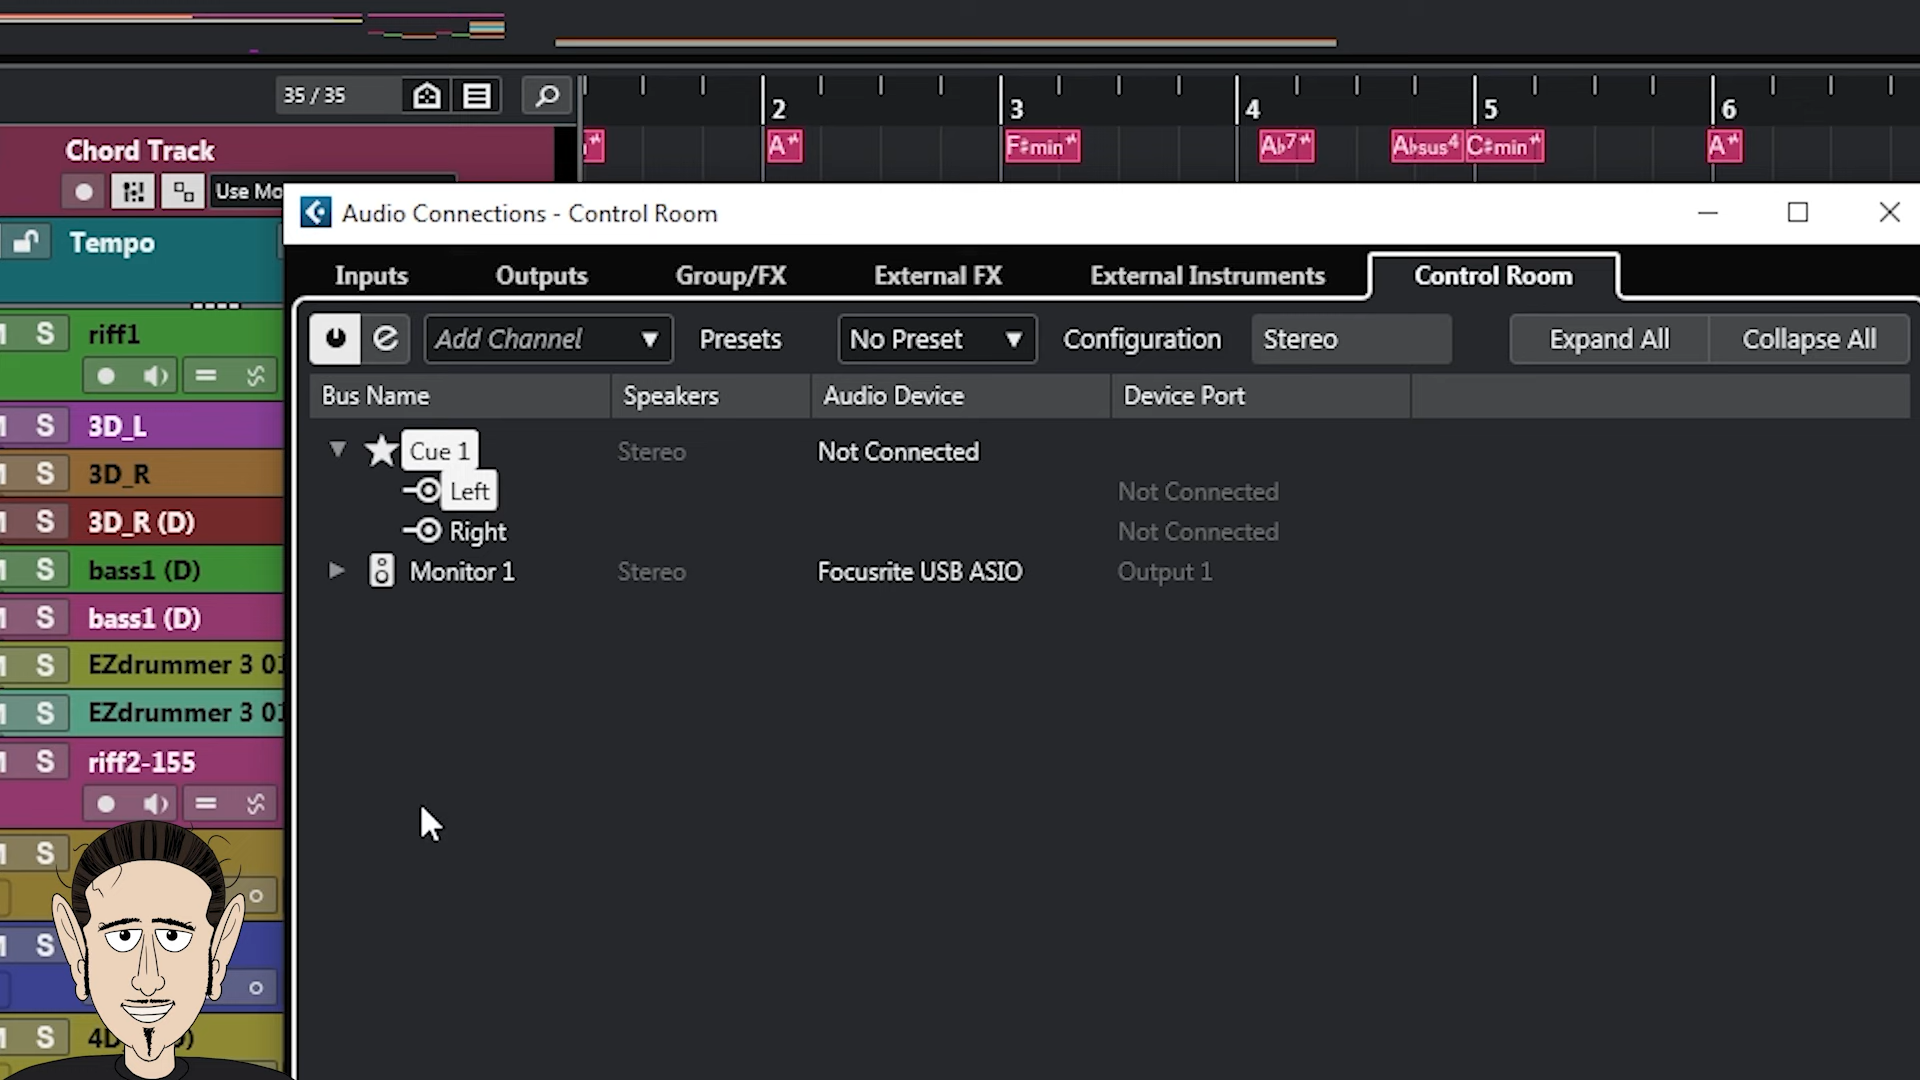 35 / 35
2
3
4
5
6
A
F♯min
A♭7
A♭sus4
C♯min
A
Chord Track
Use Mo
Audio Connections - Control Room
Tempo
Inputs
Outputs
Group/FX
External FX
External Instruments
Control Room
S
riff1
e
Add Channel
Presets
No Preset
Configuration
Stereo
Expand All
Collapse All
Bus Name
Speakers
Audio Device
Device Port
S
3D_L
Cue 1
Stereo
Not Connected
S
3D_R
Left
Not Connected
S
3D_R (D)
Right
Not Connected
S
bass1 (D)
Monitor 1
Stereo
Focusrite USB ASIO
Output 1
S
bass1 (D)
S
EZdrummer 3 01
S
EZdrummer 3 01
S
riff2-155
S
S
S